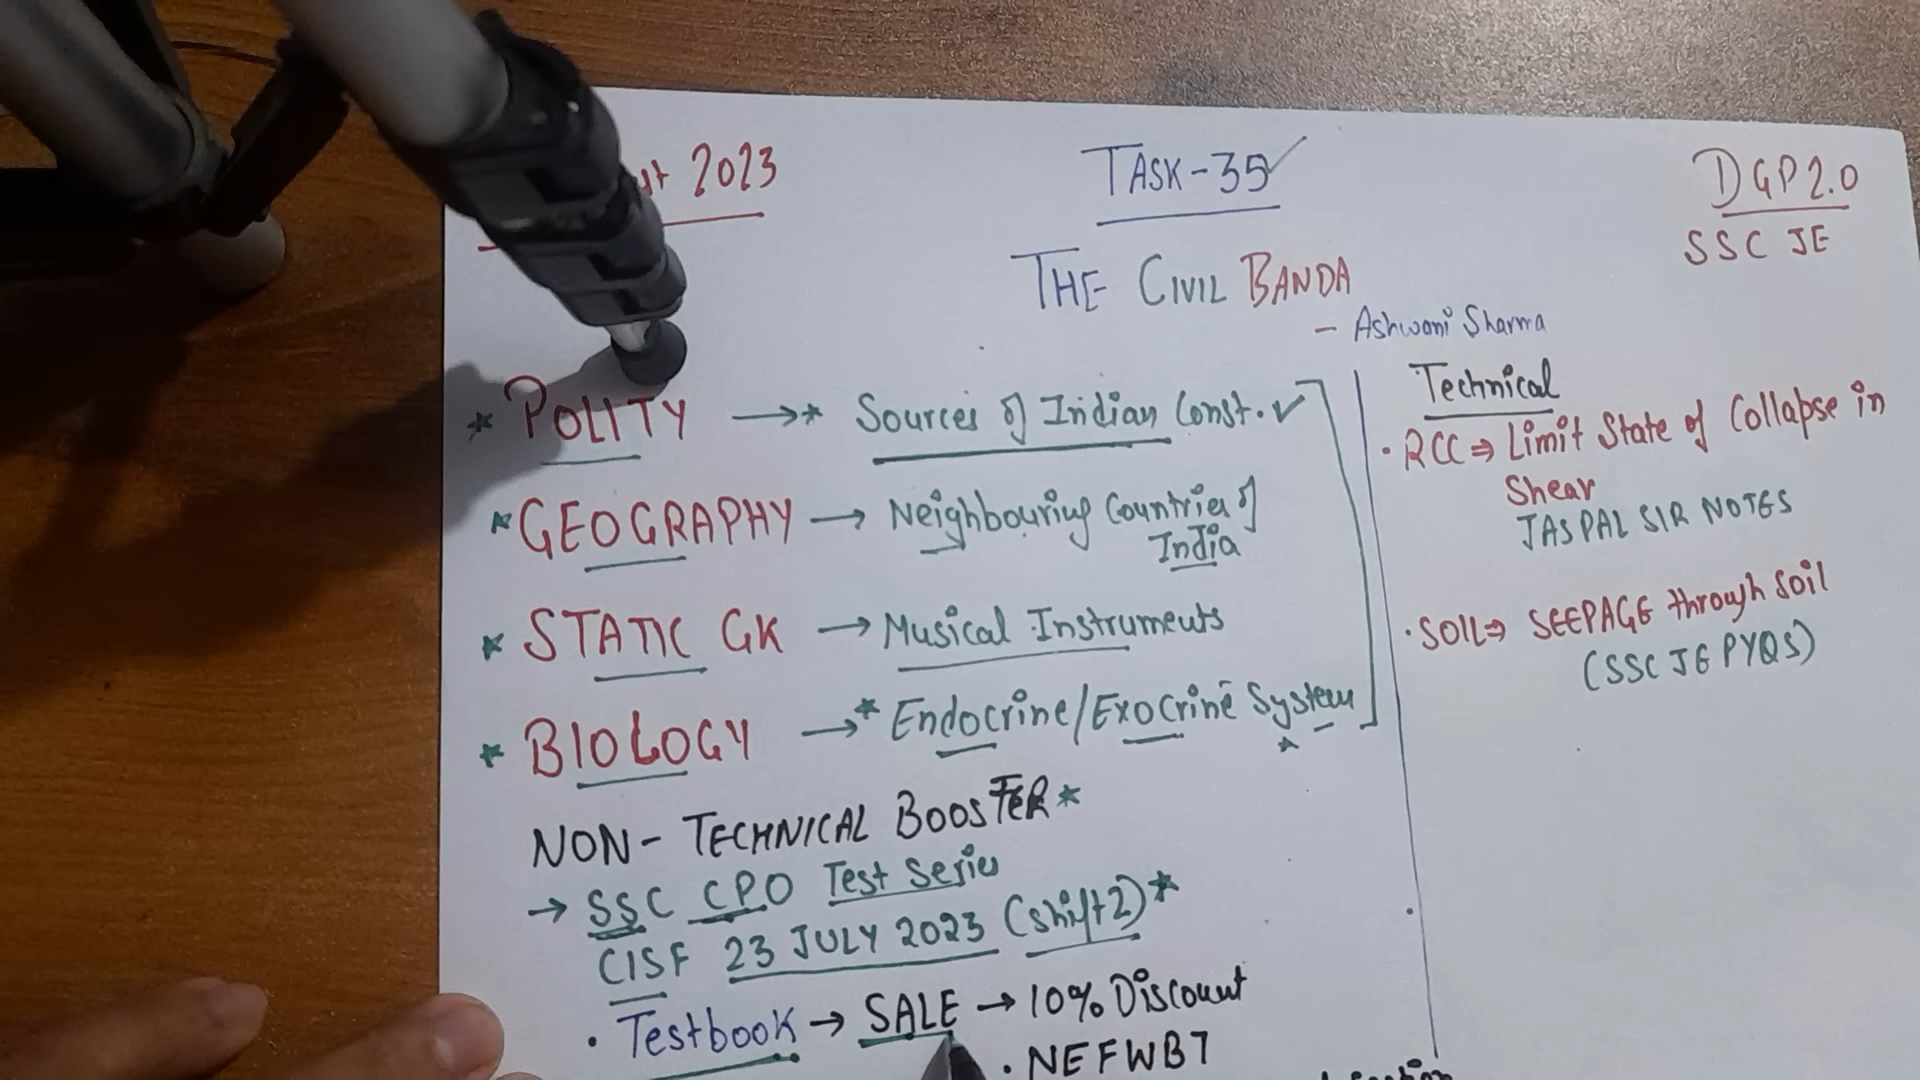 2023
TASK-35
DGP2.0
SSC JE
THE CIVIL BANDA
- Ashwani Sharma
* POLITY →* Sources of Indian Const. ✓
* GEOGRAPHY → Neighbouring Countries of
India
* STATIC GK → Musical Instruments
* BIOLOGY →* Endocrine/Exocrine System
*
NON-TECHNICAL BOOSTER *
→ SSC CPO Test Series
CISF 23 JULY 2023 (shift 2)*
. Testbook → SALE → 10% Discount
. NEFWB7
Technical
. RCC ⇒ Limit State of Collapse in
Shear
JASPAL SIR NOTES
. SOIL ⇒ SEEPAGE through soil
(SSC JE PYQS)